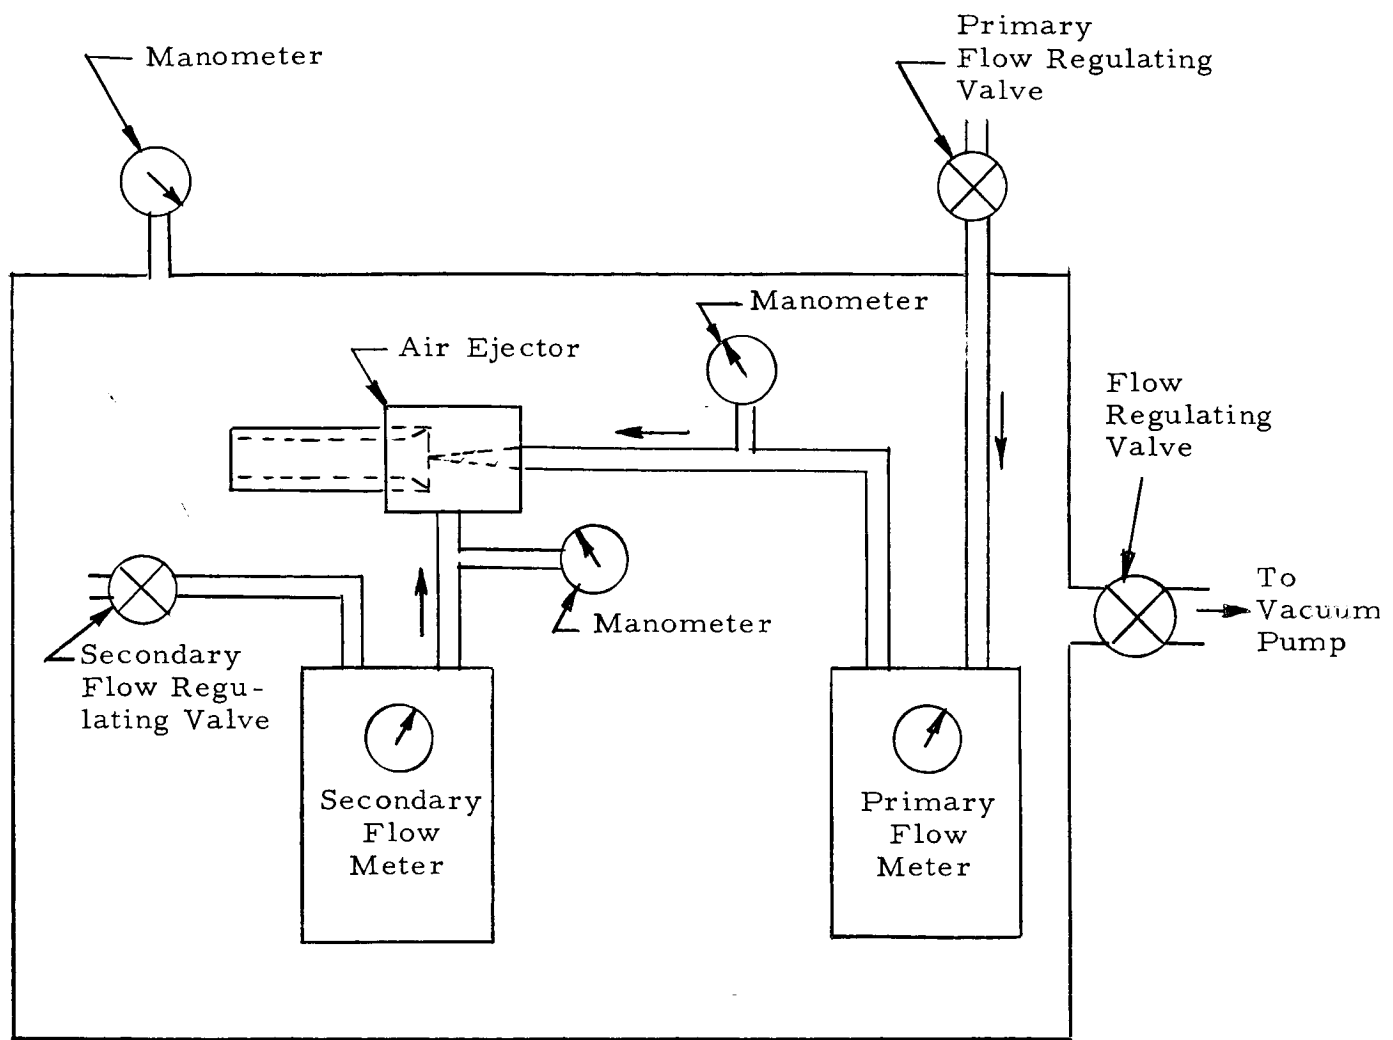 Manometer
Primary
Flow Regulating
Valve
Manometer
Air Ejector
Flow
Regulating
Valve
To
Vacuum
Pump
Manometer
Secondary
Flow Regu-
lating Valve
Secondary
Flow
Meter
Primary
Flow
Meter